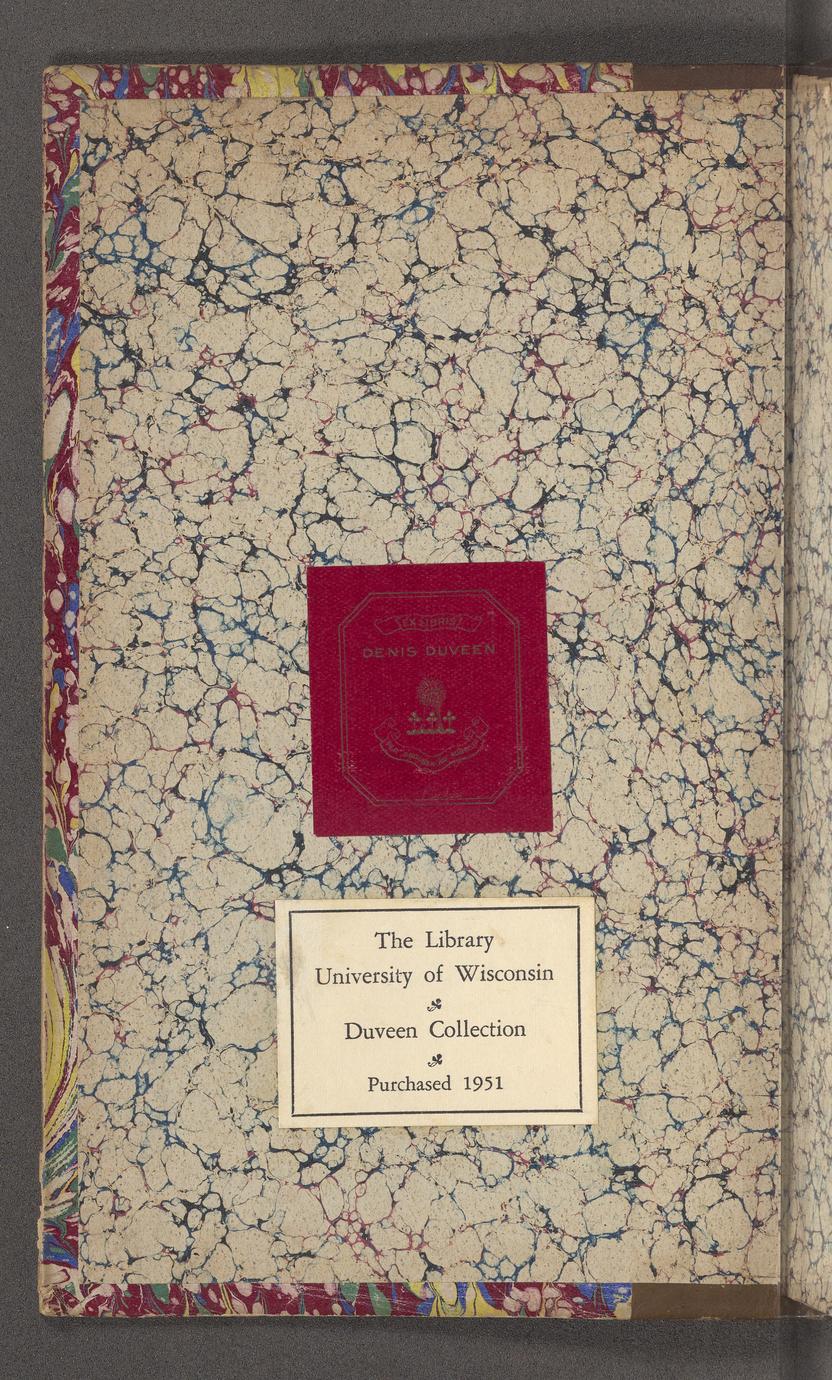 EX LIBRIS
DENIS DUVEEN
The Library
University of Wisconsin
Duveen Collection
Purchased 1951